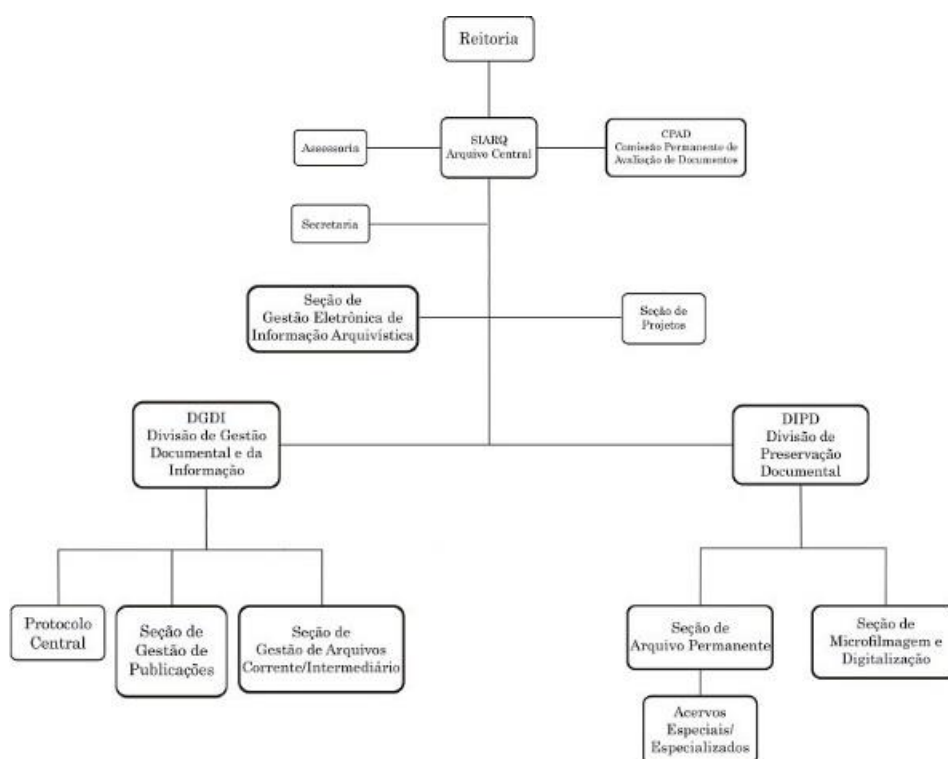 Reitoria
SIARQ
Arquivo Central
Assessoria
CPAD
Comissão Permanente de
Avaliação de Documentos
Secretaria
Seção de
Gestão Eletrônica de
Informação Arquivística
Seção de
Projetos
DGDI
Divisão de Gestão
Documental e da
Informação
DIPD
Divisão de
Preservação
Documental
Protocolo
Central
Seção de
Gestão de
Publicações
Seção de
Gestão de Arquivos
Corrente/Intermediário
Seção de
Arquivo Permanente
Seção de
Microfilmagem e
Digitalização
Acervos
Especiais/
Especializados